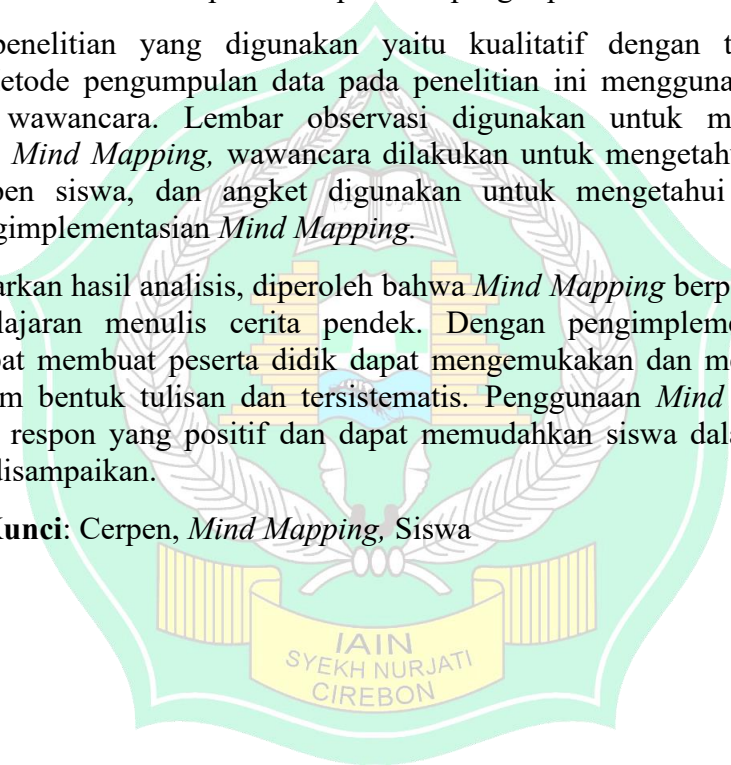 penelitian yang digunakan yaitu kualitatif dengan t
etode pengumpulan data pada penelitian ini mengguna
wawancara. Lembar observasi digunakan untuk m
Mind Mapping, wawancara dilakukan untuk mengetah
en siswa, dan angket digunakan untuk mengetahui
gimplementasian Mind Mapping.
arkan hasil analisis, diperoleh bahwa Mind Mapping berp
lajaran menulis cerita pendek. Dengan pengimpleme
at membuat peserta didik dapat mengemukakan dan me
m bentuk tulisan dan tersistematis. Penggunaan Mind
respon yang positif dan dapat memudahkan siswa dala
disampaikan.
Kunci: Cerpen, Mind Mapping, Siswa
IAIN
SYEKH NURJATI
CIREBON